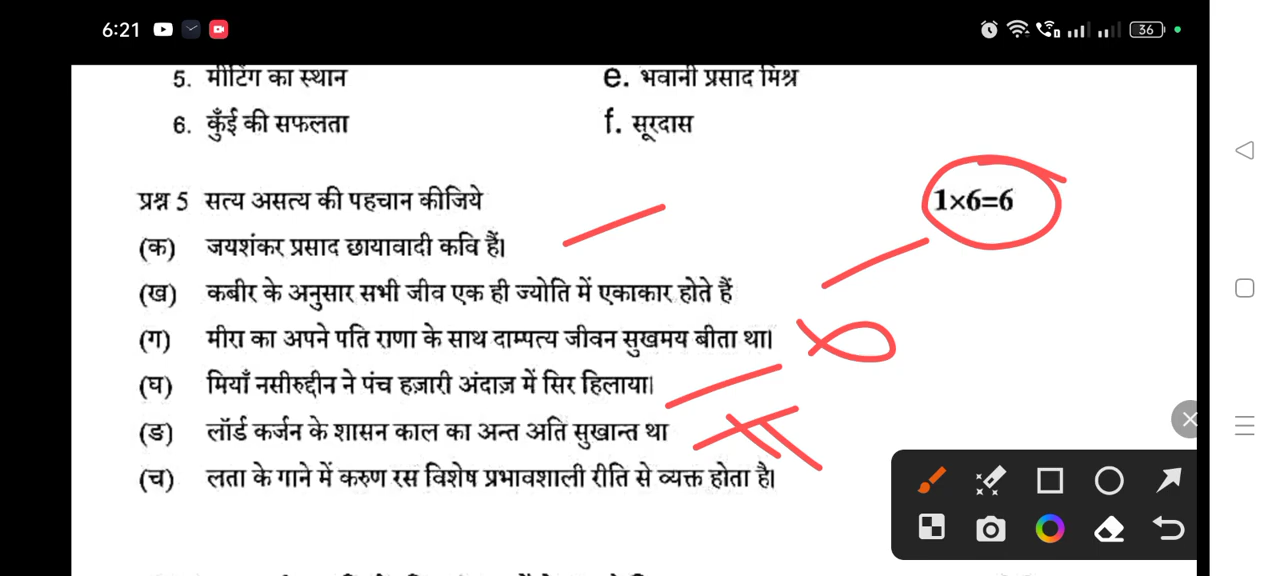 6:21
36
5. मीटिंग का स्थान e. भवानी प्रसाद मिश्र
6. कुँई की सफलता f. सूरदास
प्रश्न 5 सत्य असत्य की पहचान कीजिये 1×6=6
(क) जयशंकर प्रसाद छायावादी कवि हैं।
(ख) कबीर के अनुसार सभी जीव एक ही ज्योति में एकाकार होते हैं
(ग) मीरा का अपने पति राणा के साथ दाम्पत्य जीवन सुखमय बीता था।
(घ) मियाँ नसीरुद्दीन ने पंच हज़ारी अंदाज़ में सिर हिलाया।
(ङ) लॉर्ड कर्जन के शासन काल का अन्त अति सुखान्त था
(च) लता के गाने में करुण रस विशेष प्रभावशाली रीति से व्यक्त होता है।